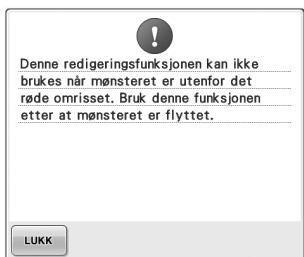 Denne redigeringsfunksjonen kan ikke
brukes når mønsteret er utenfor det
røde omrisset. Bruk denne funksjonen
etter at mønsteret er flyttet.
LUKK